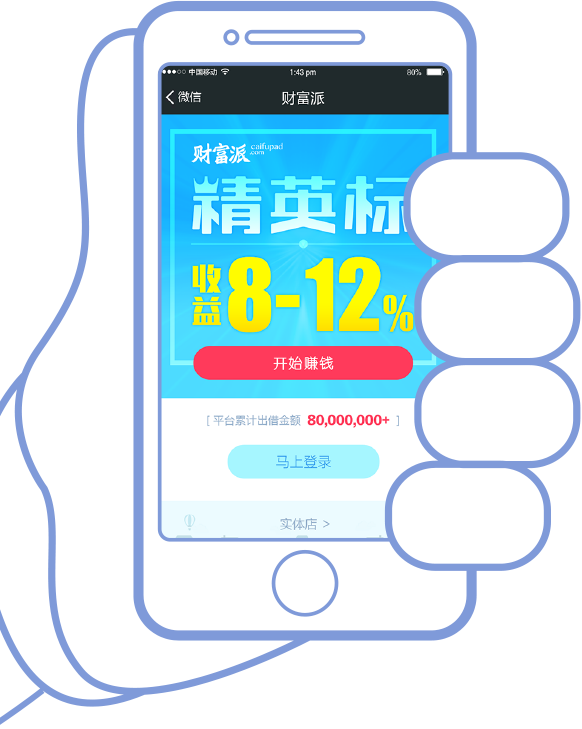 中国移动 1:43 pm 80%
微信 财富派
财富派 caifupad
.com
精英标
收益 8-12%
开始赚钱
[ 平台累计出借金额 80,000,000+ ]
马上登录
实体店 >